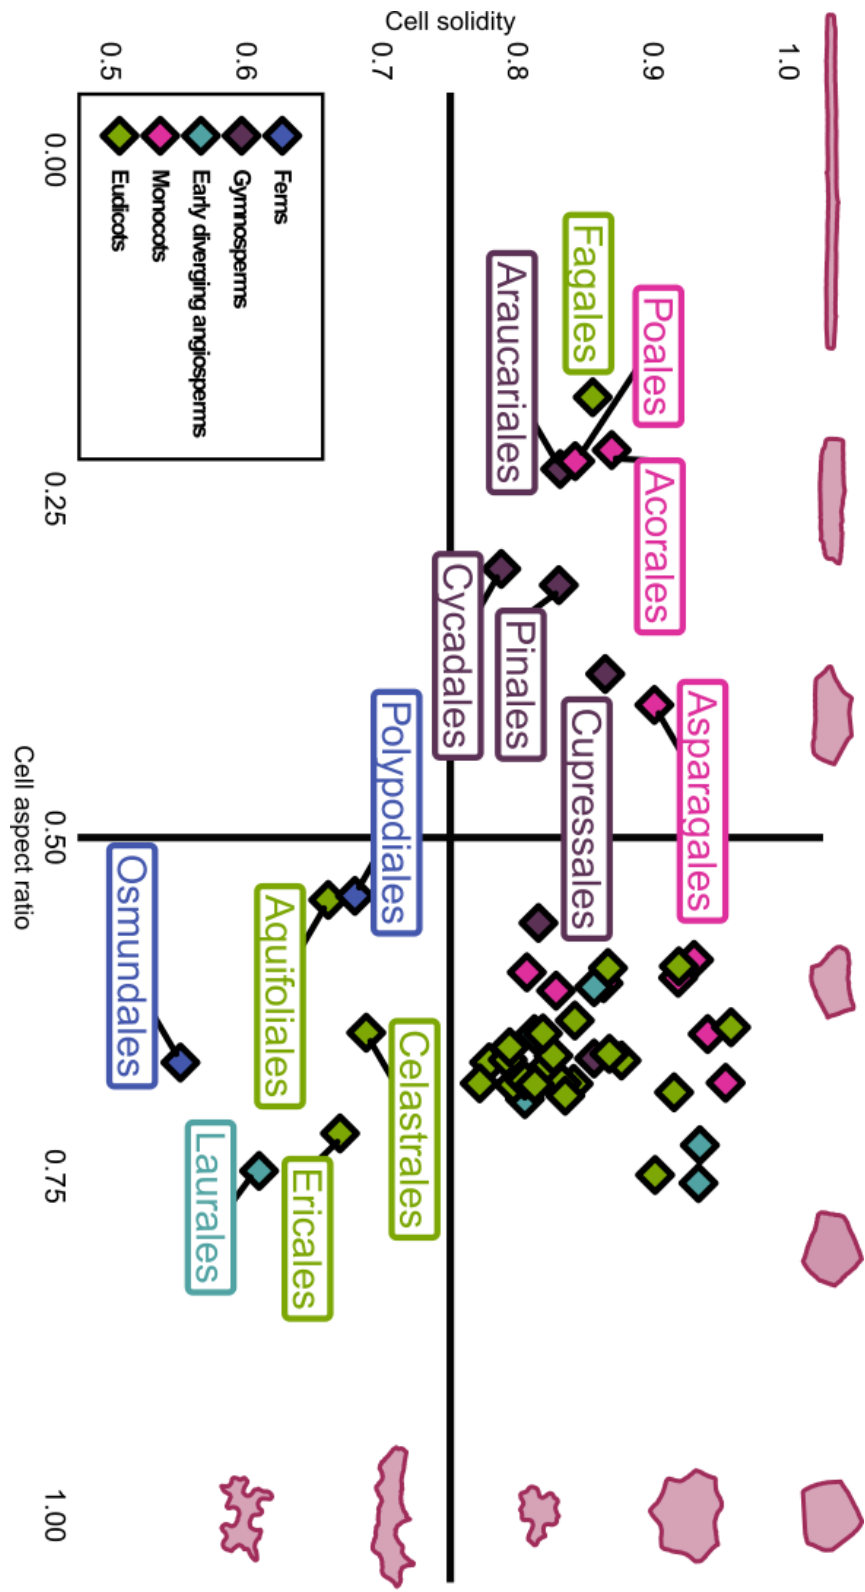 Cell solidity
0.5
0.6
0.7
0.8
0.9
1.0
Ferns
Gymnosperms
Early diverging angiosperms
Monocots
Eudicots
0.00
0.25
0.50
0.75
1.00
Cell aspect ratio
Fagales
Araucariales
Poales
Acorales
Cycadales
Pinales
Cupressales
Asparagales
Polypodiales
Osmundales
Aquifoliales
Celastrales
Laurales
Ericales